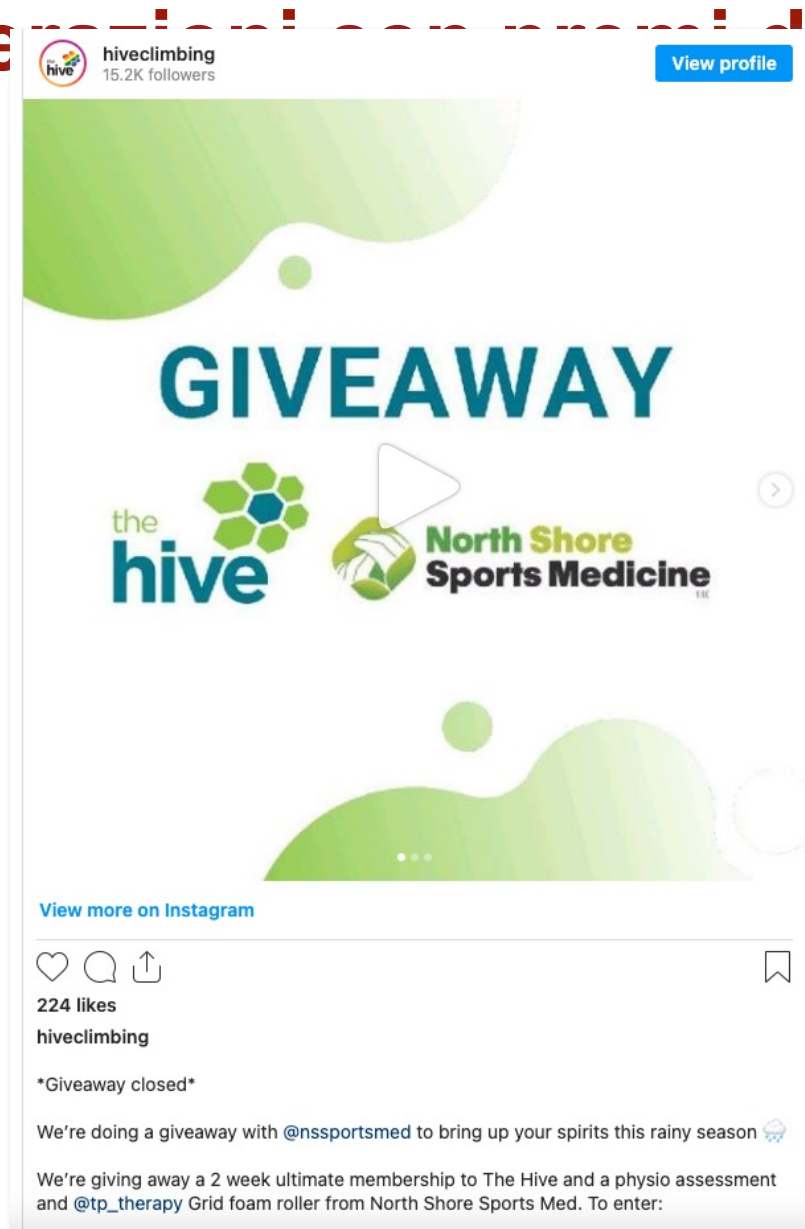 hiveclimbing
15.2K followers
View profile
GIVEAWAY
the
hive
North Shore
Sports Medicine
View more on Instagram
224 likes
hiveclimbing
*Giveaway closed*
We're doing a giveaway with @nssportsmed to bring up your spirits this rainy season 🌧️
We're giving away a 2 week ultimate membership to The Hive and a physio assessment
and @tp_therapy Grid foam roller from North Shore Sports Med. To enter: